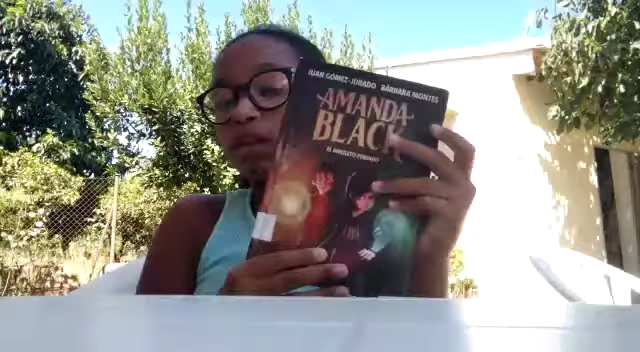 JUAN GÓMEZ-JURADO BÁRBARA MONTES
AMANDA
BLACK
EL AMULETO PERDIDO